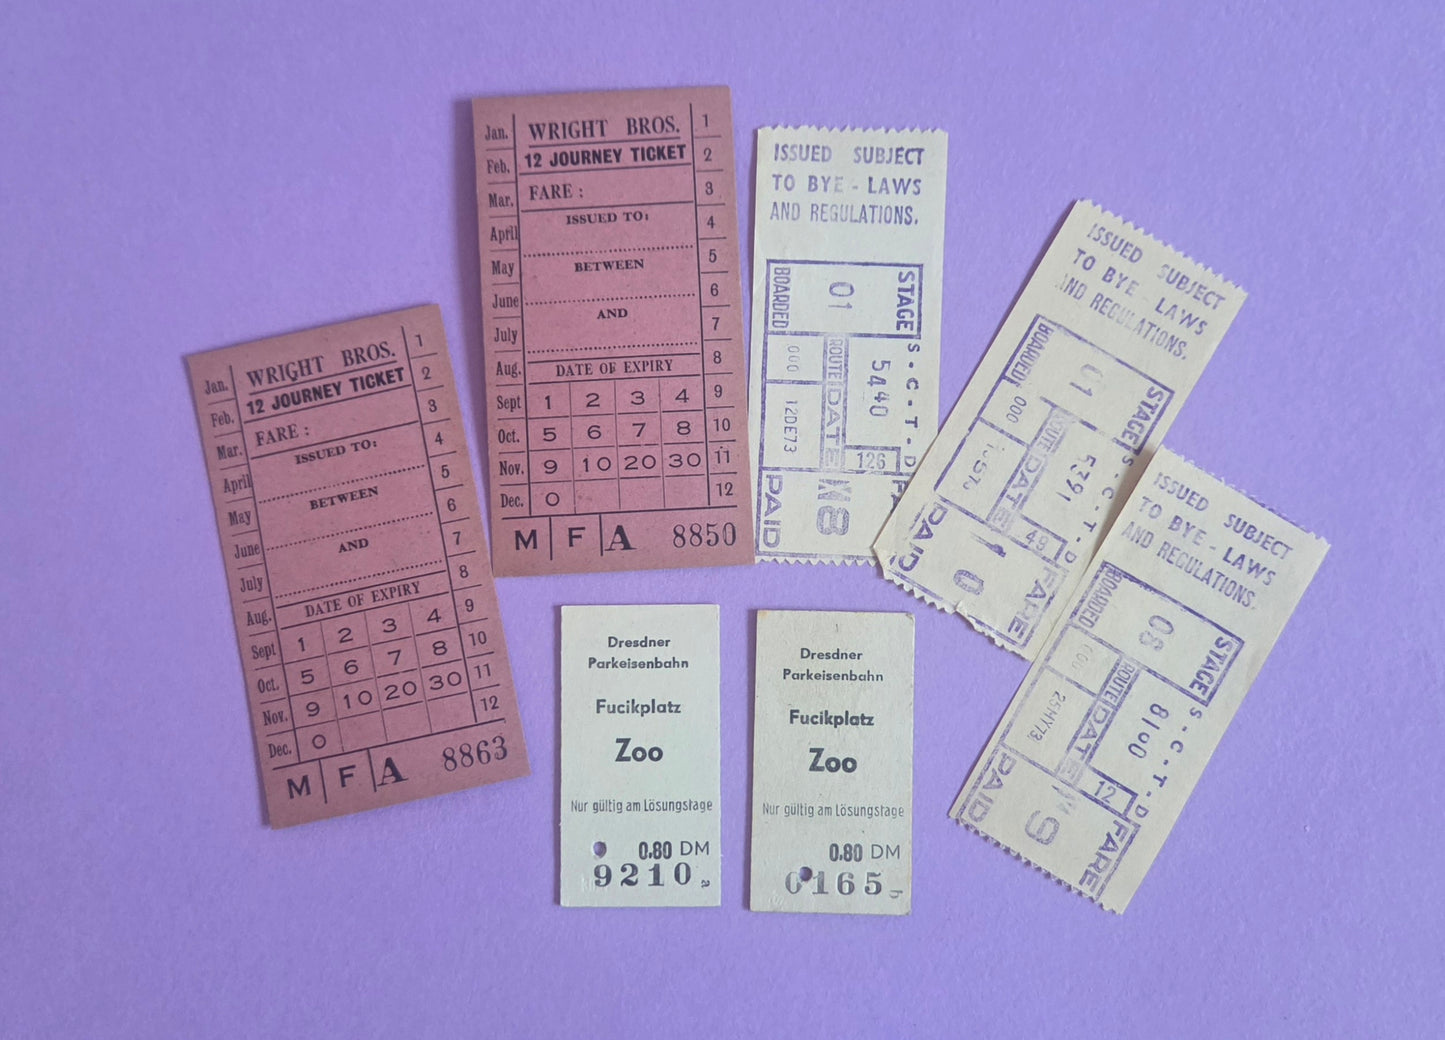 Jan.
Feb.
Mar.
April
May
June
July
Aug.
Sept
Oct.
Nov.
Dec.
WRIGHT BROS.
12 JOURNEY TICKET
FARE :
ISSUED TO:
BETWEEN
AND
DATE OF EXPIRY
1 2 3 4
5 6 7 8
9 10 20 30
0
1
2
3
4
5
6
7
8
9
10
11
12
M F A 8863
Jan.
Feb.
Mar.
April
May
June
July
Aug.
Sept
Oct.
Nov.
Dec.
WRIGHT BROS.
12 JOURNEY TICKET
FARE :
ISSUED TO:
BETWEEN
AND
DATE OF EXPIRY
1 2 3 4
5 6 7 8
9 10 20 30
0
1
2
3
4
5
6
7
8
9
10
11
12
M F A 8850
ISSUED SUBJECT
TO BYE - LAWS
AND REGULATIONS.
STAGE
01
BOARDED
S · C · T · D
5440
ROUTE
000
DATE
12DE73
126
PAID
8
ISSUED SUBJECT
TO BYE - LAWS
AND REGULATIONS.
STAGE
01
BOARDED
S · C · T · D
5391
ROUTE
000
DATE
49
FARE
PAID
10
ISSUED SUBJECT
TO BYE - LAWS
AND REGULATIONS.
STAGE
08
BOARDED
S · C · T · D
8100
ROUTE
DATE
25MY73
12
FARE
PAID
9
Dresdner
Parkeisenbahn
Fucikplatz
Zoo
Nur gültig am Lösungstage
0.80 DM
9210 a
Dresdner
Parkeisenbahn
Fucikplatz
Zoo
Nur gültig am Lösungstage
0.80 DM
0165 b